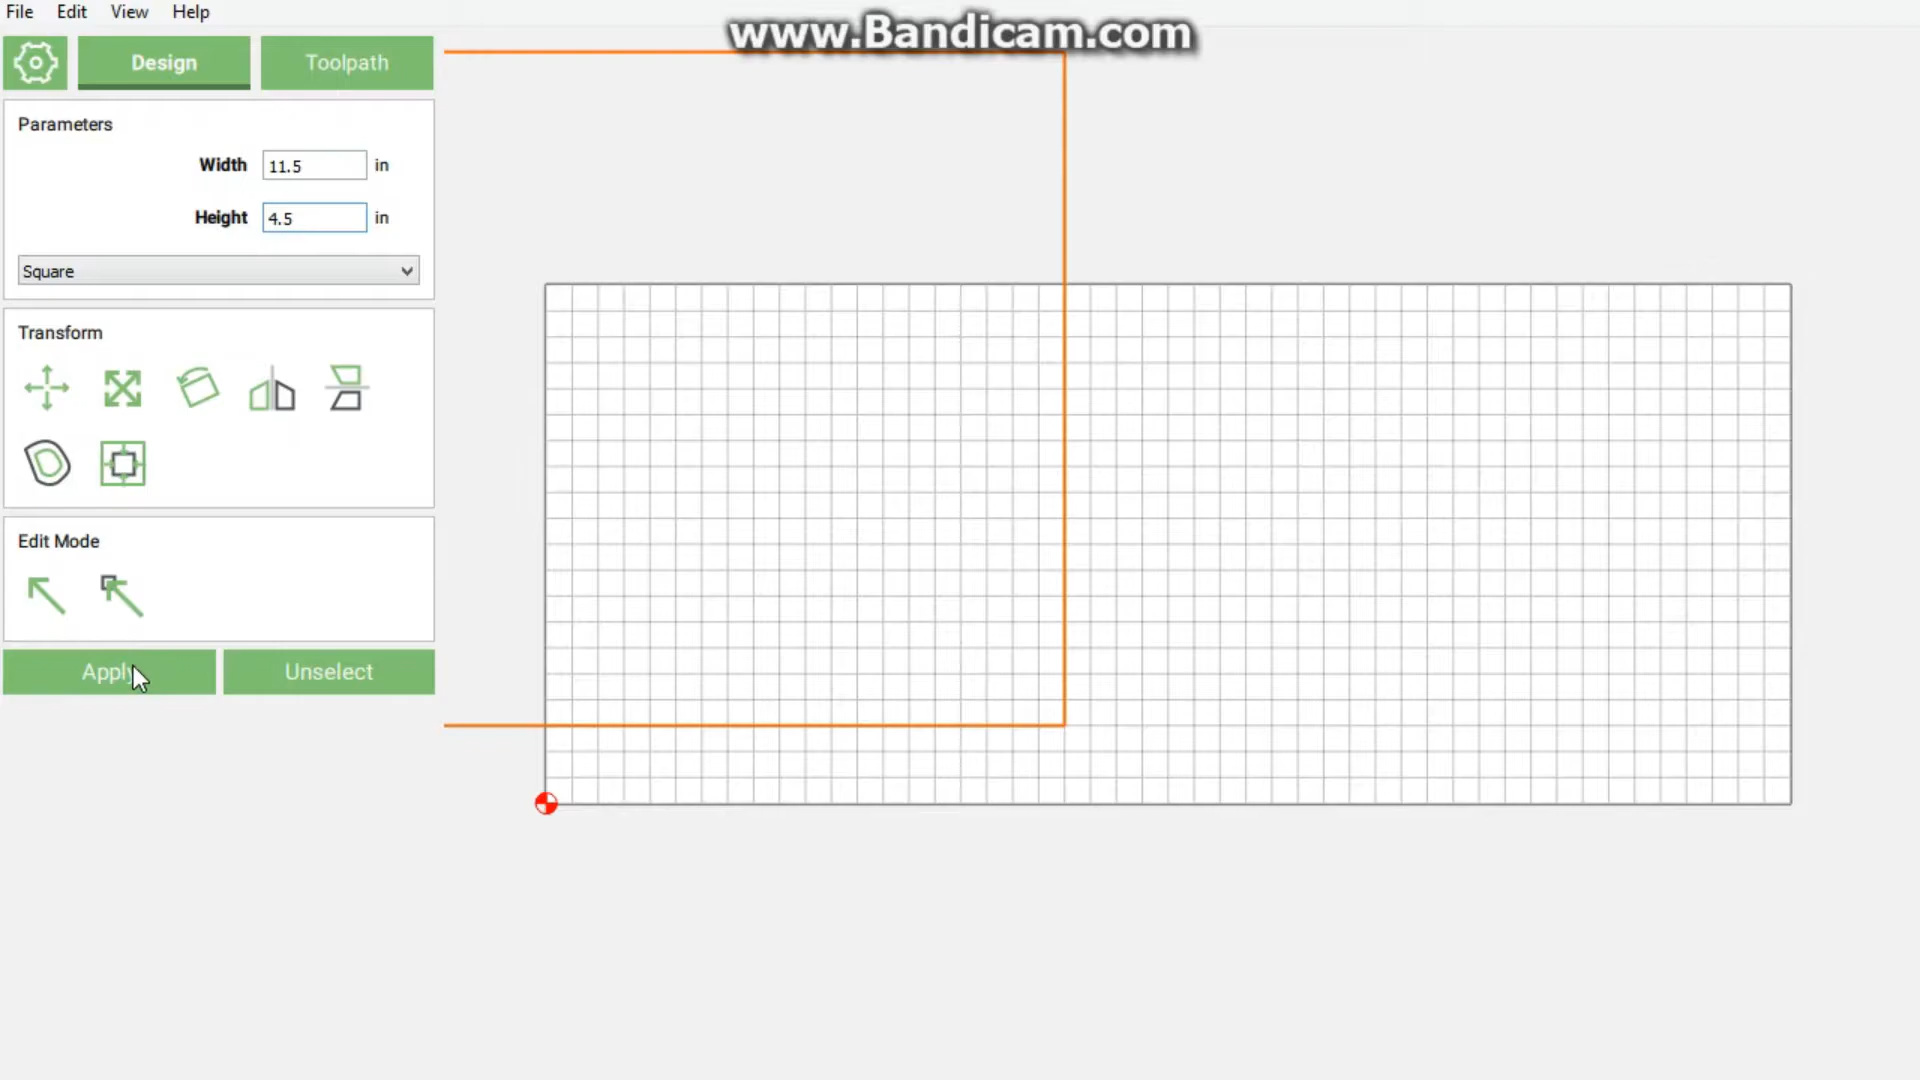 File Edit View Help
www.Bandicam.com
Design Toolpath
Parameters
Width 11.5 in
Height 4.5 in
Square
Transform
Edit Mode
Apply Unselect